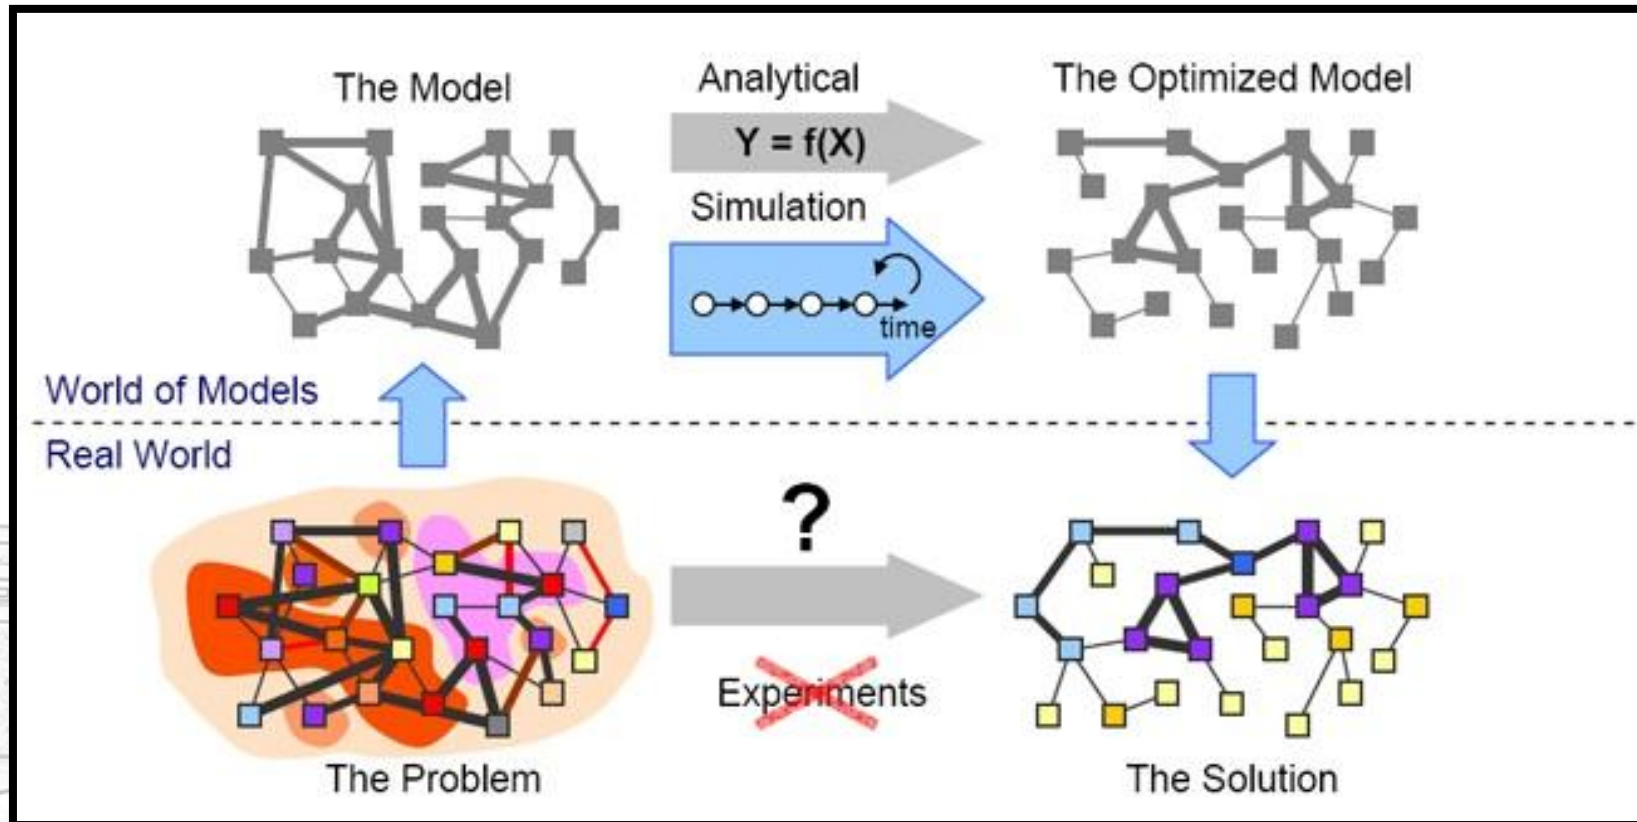 The Model
Analytical
The Optimized Model
Y = f(X)
Simulation
time
World of Models
Real World
?
Experiments
The Problem
The Solution